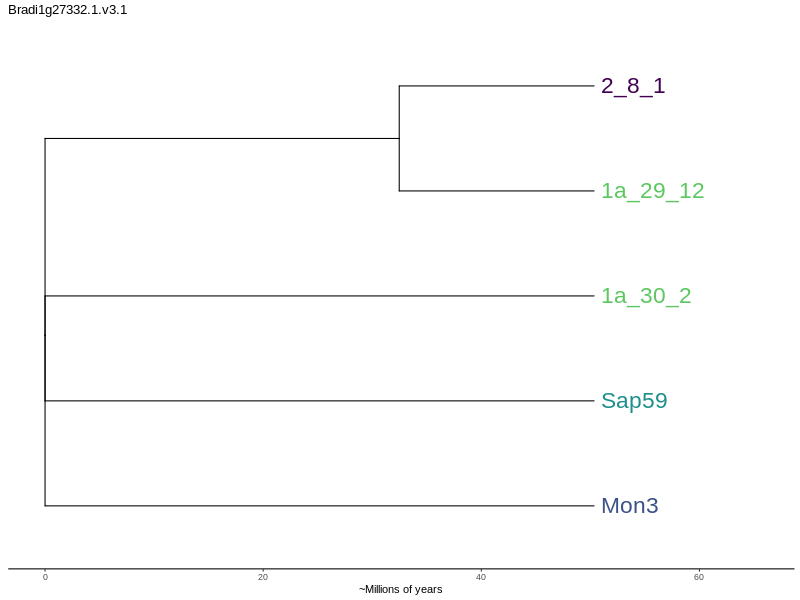 Bradi1g27332.1.v3.1
2_8_1
1a_29_12
1a_30_2
Sap59
Mon3
0 20 40 60
~Millions of years